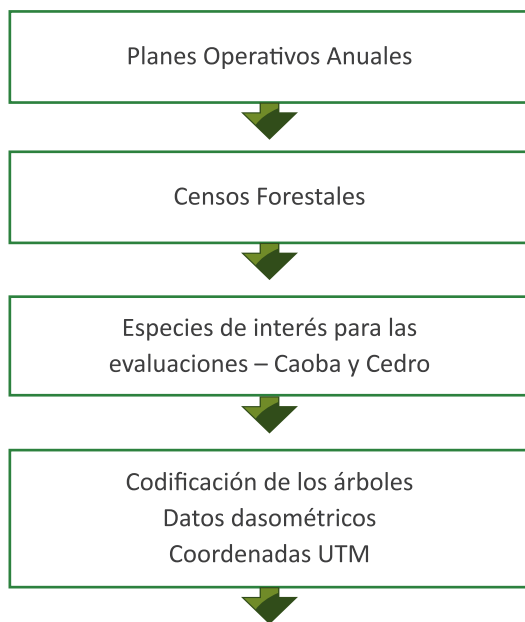 Planes Operativos Anuales
Censos Forestales
Especies de interés para las
evaluaciones – Caoba y Cedro
Codificación de los árboles
Datos dasométricos
Coordenadas UTM